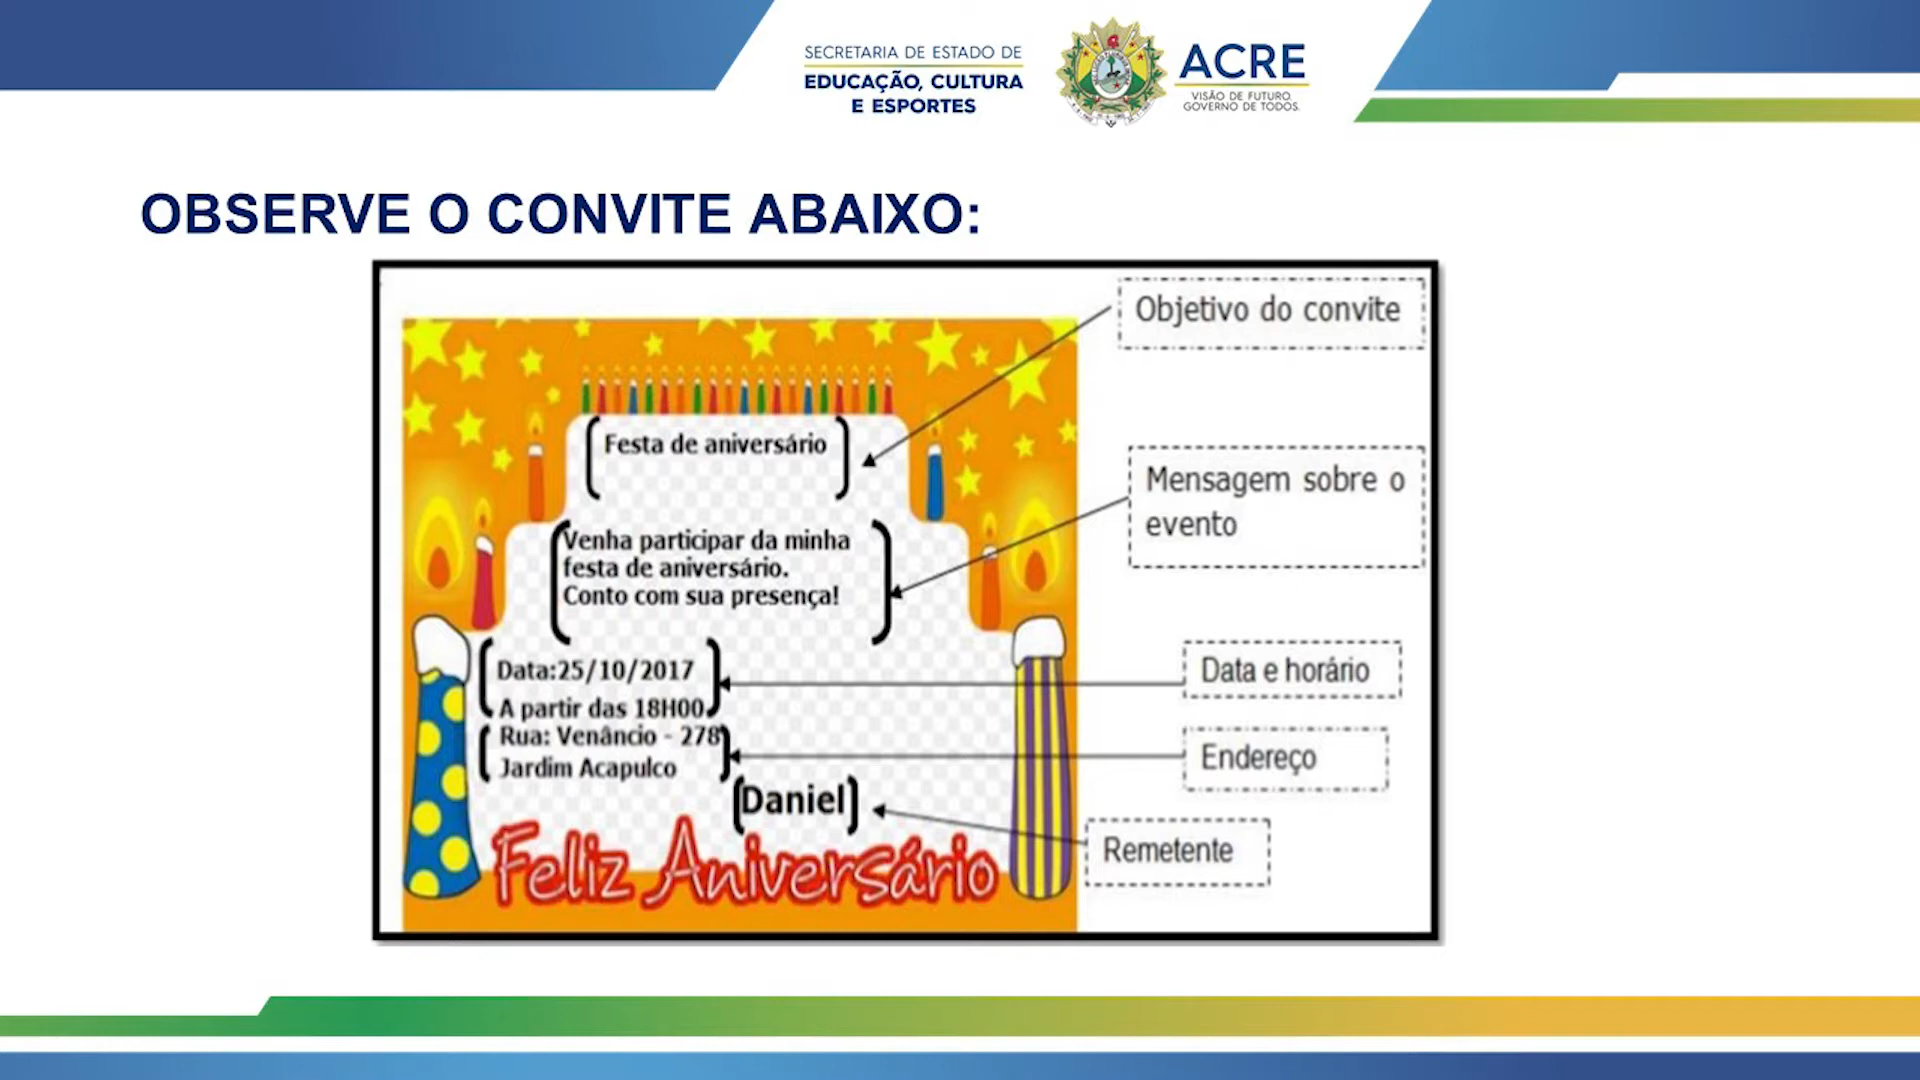 SECRETARIA DE ESTADO DE
EDUCAÇÃO, CULTURA
E ESPORTES
ACRE
VISÃO DE FUTURO.
GOVERNO DE TODOS.
OBSERVE O CONVITE ABAIXO:
Objetivo do convite
Festa de aniversário
Mensagem sobre o
evento
Venha participar da minha
festa de aniversário.
Conto com sua presença!
Data:25/10/2017
A partir das 18H00
Data e horário
Rua: Venâncio - 278
Jardim Acapulco
Endereço
Daniel
Remetente
Feliz Aniversário